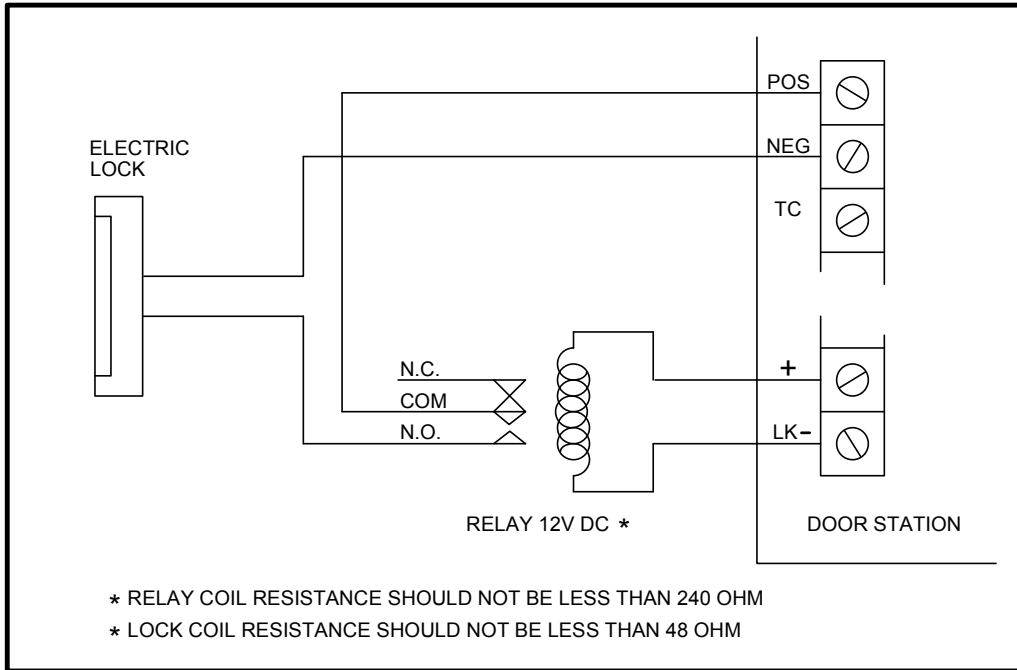 POS
NEG
ELECTRIC
LOCK
TC
N.C.
+
COM
N.O.
LK-
RELAY 12V DC *
DOOR STATION
* RELAY COIL RESISTANCE SHOULD NOT BE LESS THAN 240 OHM
* LOCK COIL RESISTANCE SHOULD NOT BE LESS THAN 48 OHM